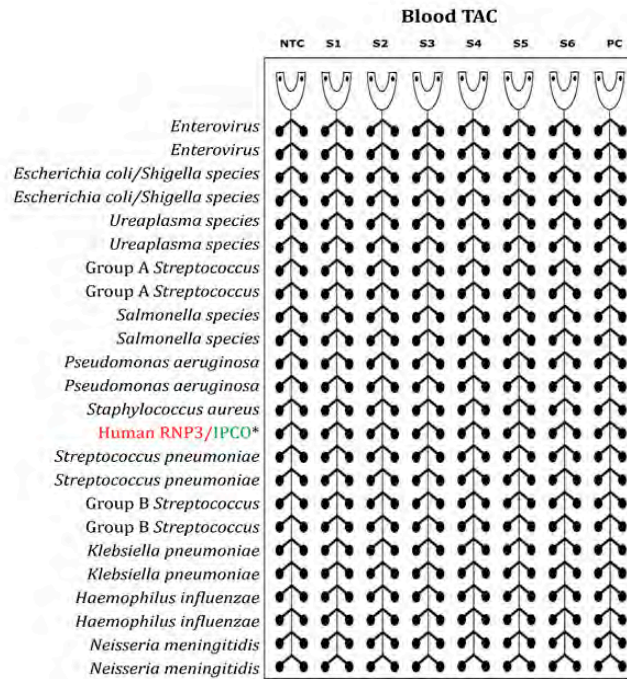 Blood TAC
NTC S1 S2 S3 S4 S5 S6 PC
Enterovirus
Enterovirus
Escherichia coli/Shigella species
Escherichia coli/Shigella species
Ureaplasma species
Ureaplasma species
Group A Streptococcus
Group A Streptococcus
Salmonella species
Salmonella species
Pseudomonas aeruginosa
Pseudomonas aeruginosa
Staphylococcus aureus
Human RNP3/IPCO*
Streptococcus pneumoniae
Streptococcus pneumoniae
Group B Streptococcus
Group B Streptococcus
Klebsiella pneumoniae
Klebsiella pneumoniae
Haemophilus influenzae
Haemophilus influenzae
Neisseria meningitidis
Neisseria meningitidis